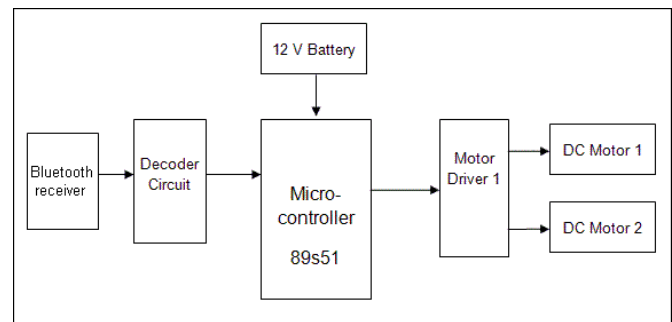 12 V Battery
Bluetooth
receiver
Decoder
Circuit
Micro-
controller
89s51
Motor
Driver 1
DC Motor 1
DC Motor 2